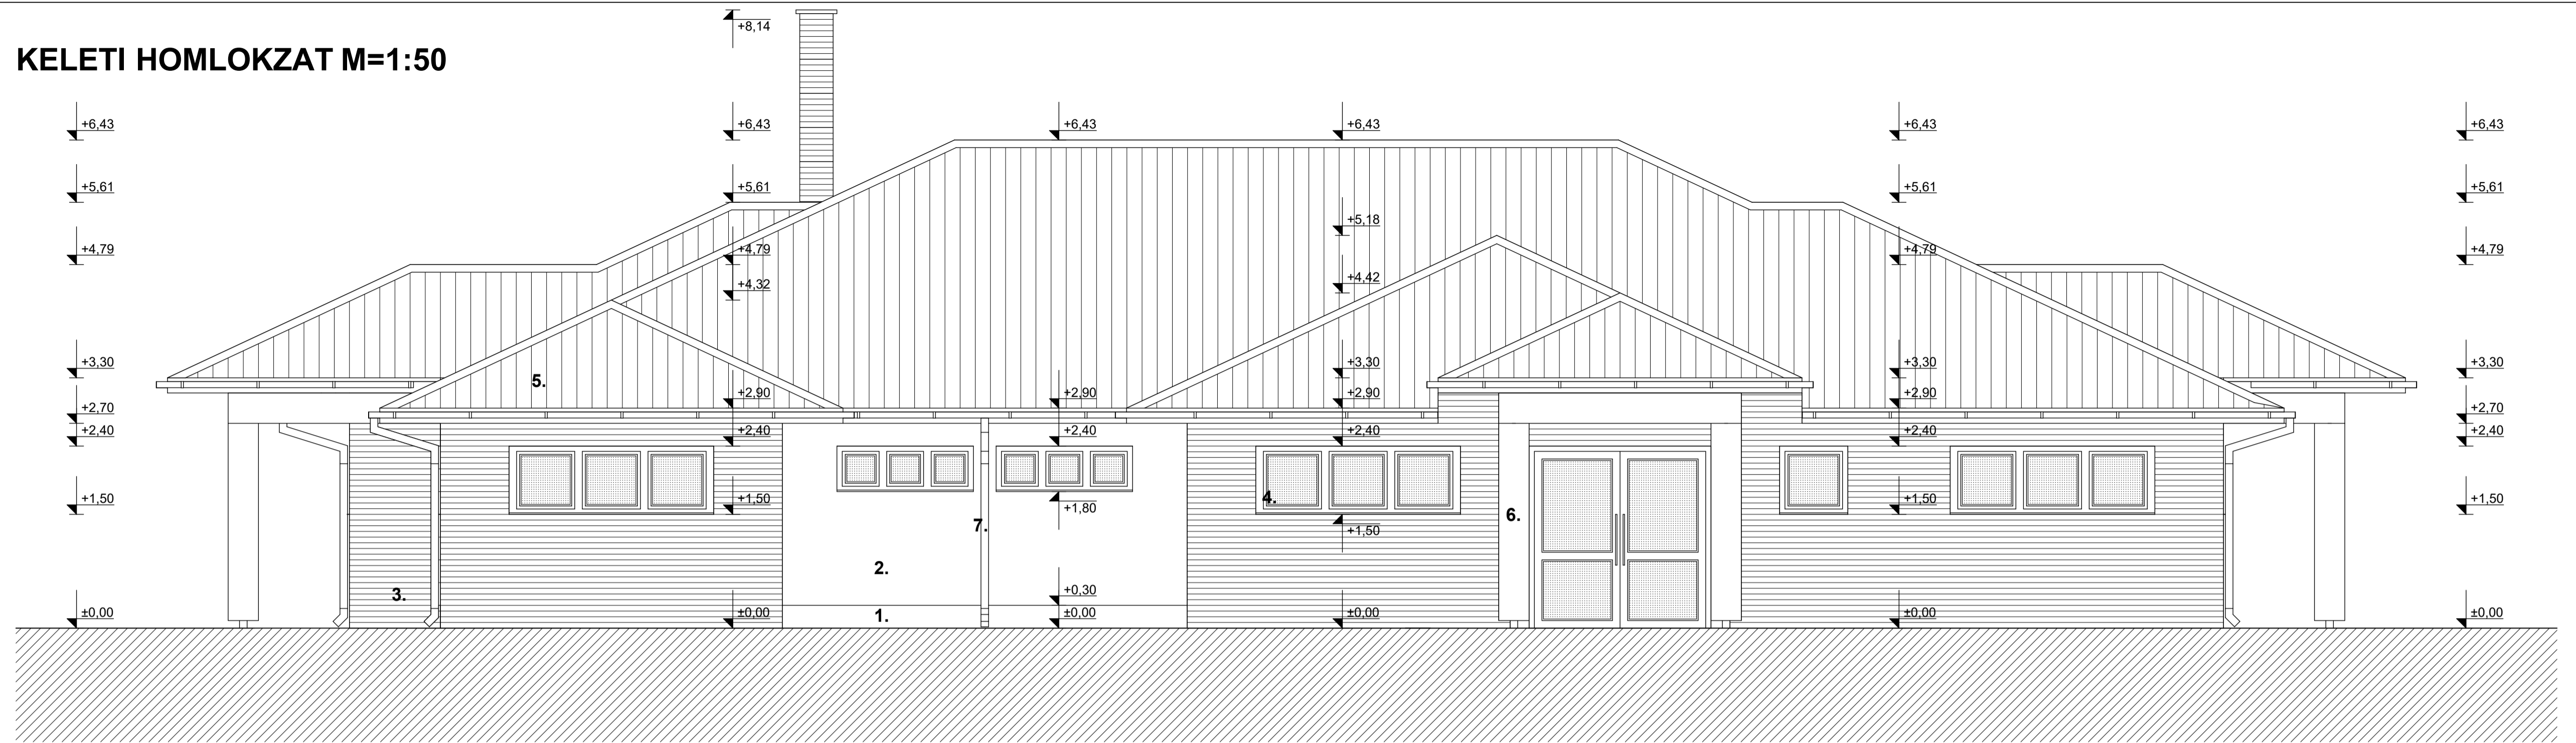 +8,14
KELETI HOMLOKZAT M=1:50
+6,43 +6,43 +6,43 +6,43 +6,43 +6,43
+5,61 +5,61 +5,61 +5,61
+5,18
+4,79 +4,79 +4,79 +4,79
+4,42
+4,32
+3,30 +3,30 +3,30 +3,30
5.
+2,90 +2,90 +2,90 +2,90
+2,70 +2,70
+2,40 +2,40 +2,40 +2,40 +2,40 +2,40
+1,50 +1,50 4. +1,50 +1,50
+1,80
6.
7. +1,50
2.
+0,30
3.
±0,00 ±0,00 1. ±0,00 ±0,00 ±0,00 ±0,00